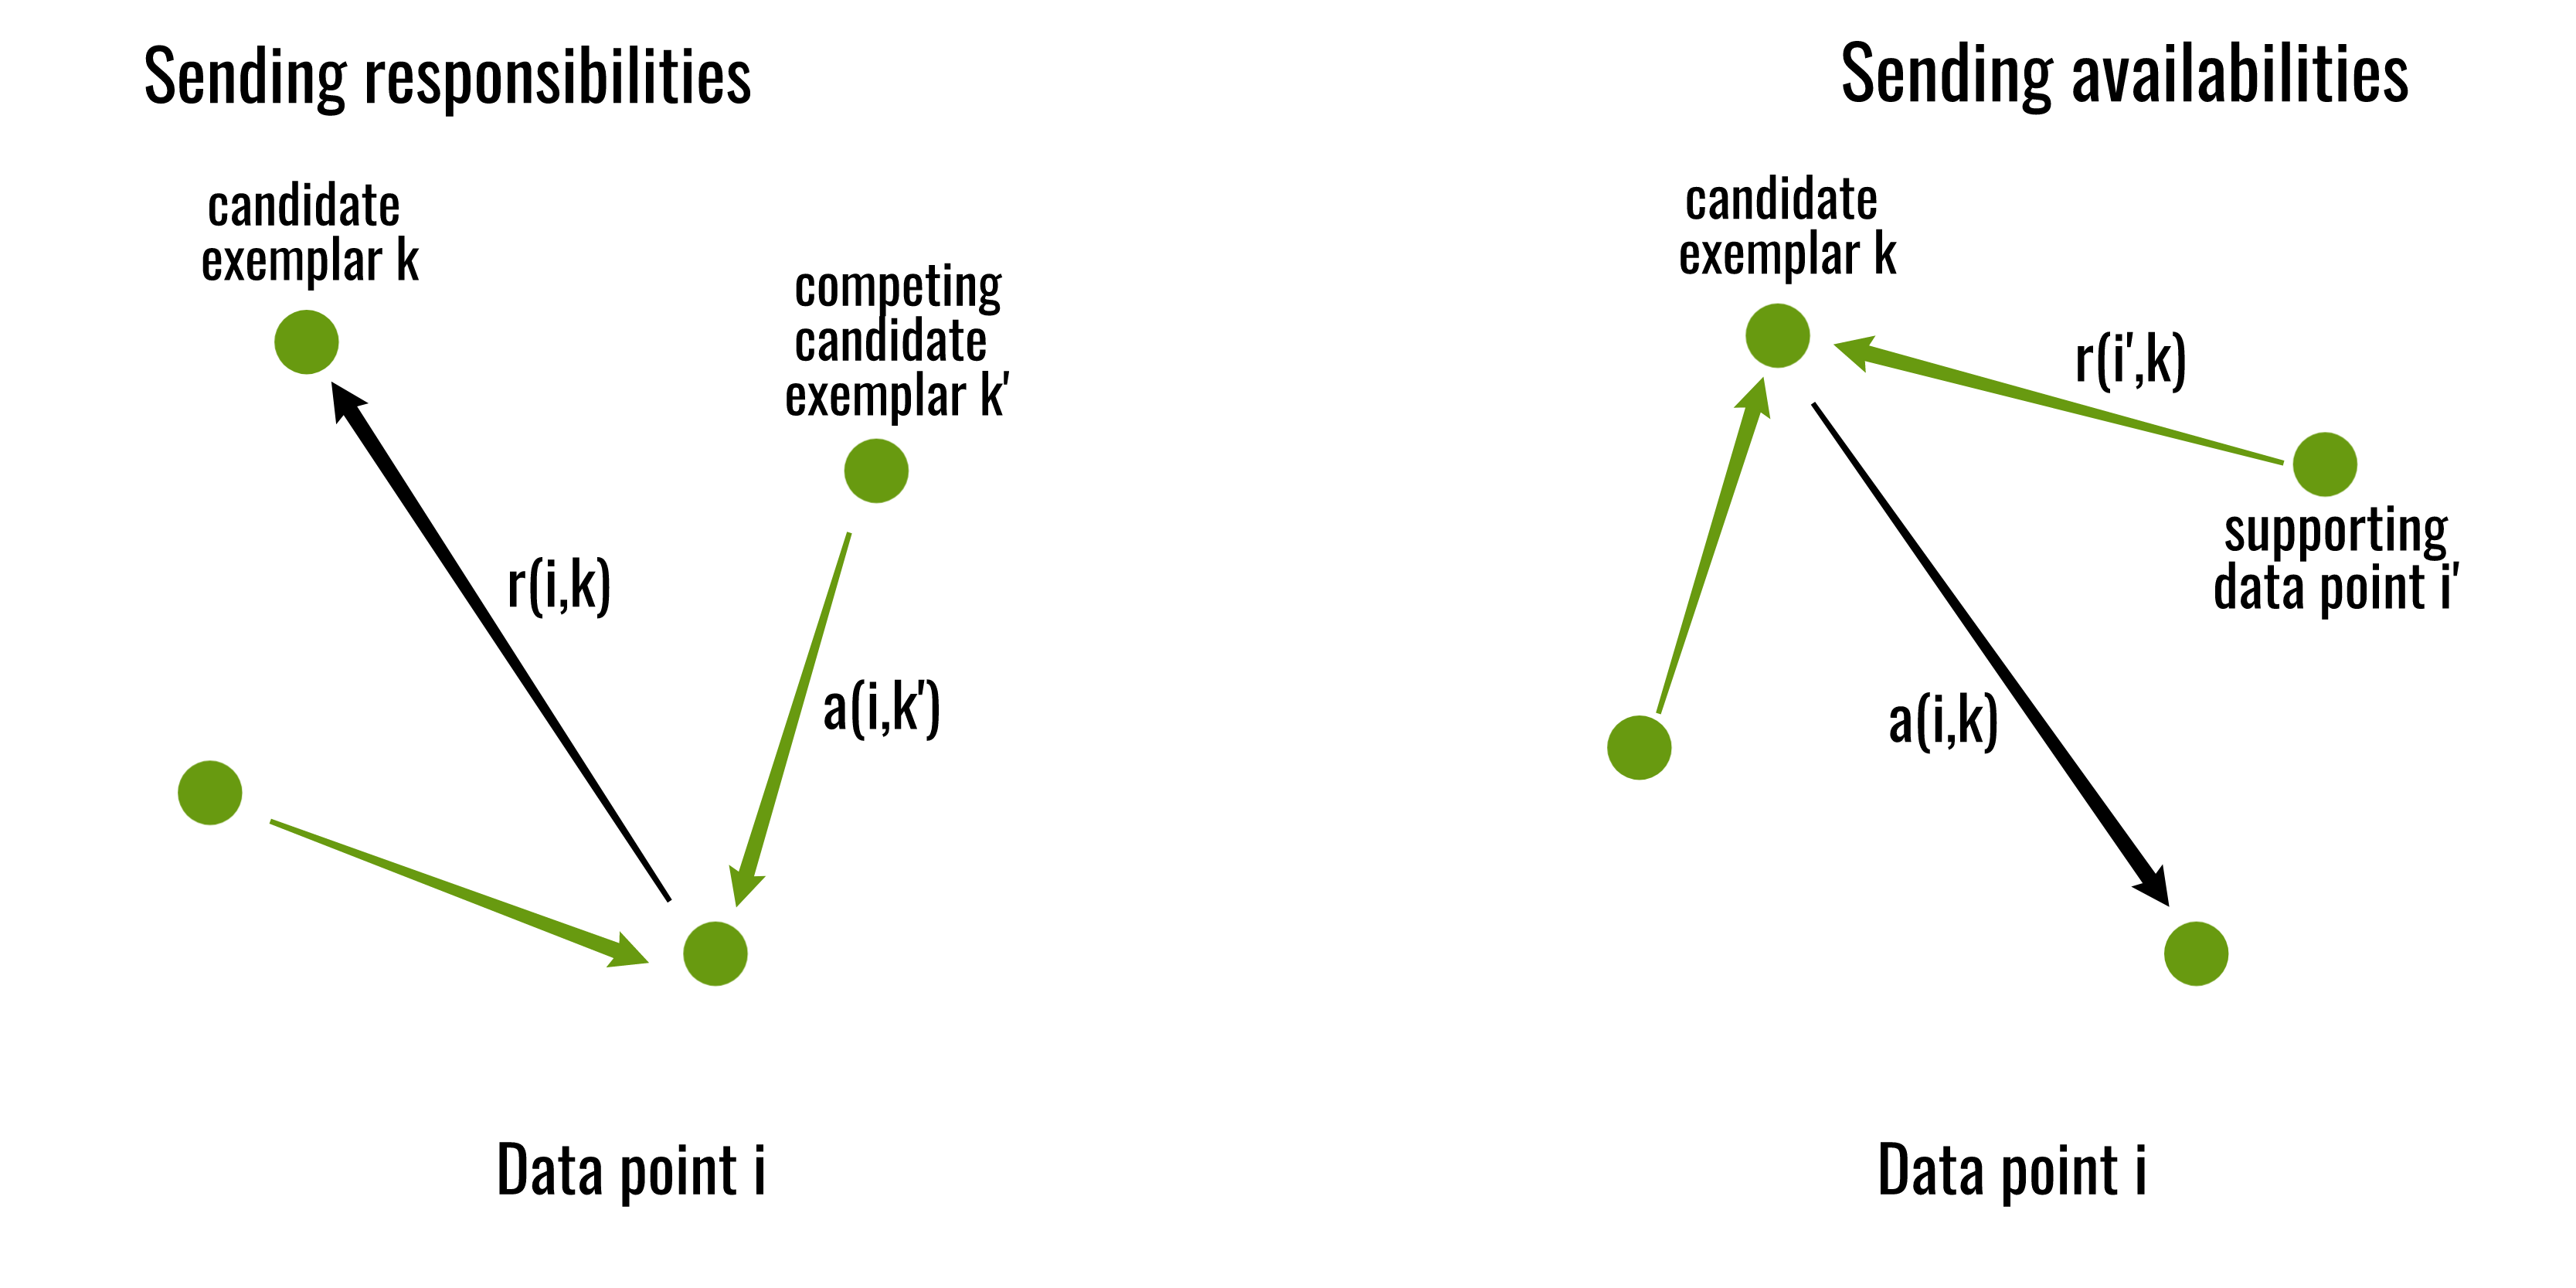 Sending responsibilities
candidate
exemplar k
competing
candidate
exemplar k'
r(i,k)
a(i,k')
Data point i
Sending availabilities
candidate
exemplar k
r(i',k)
supporting
data point i'
a(i,k)
Data point i